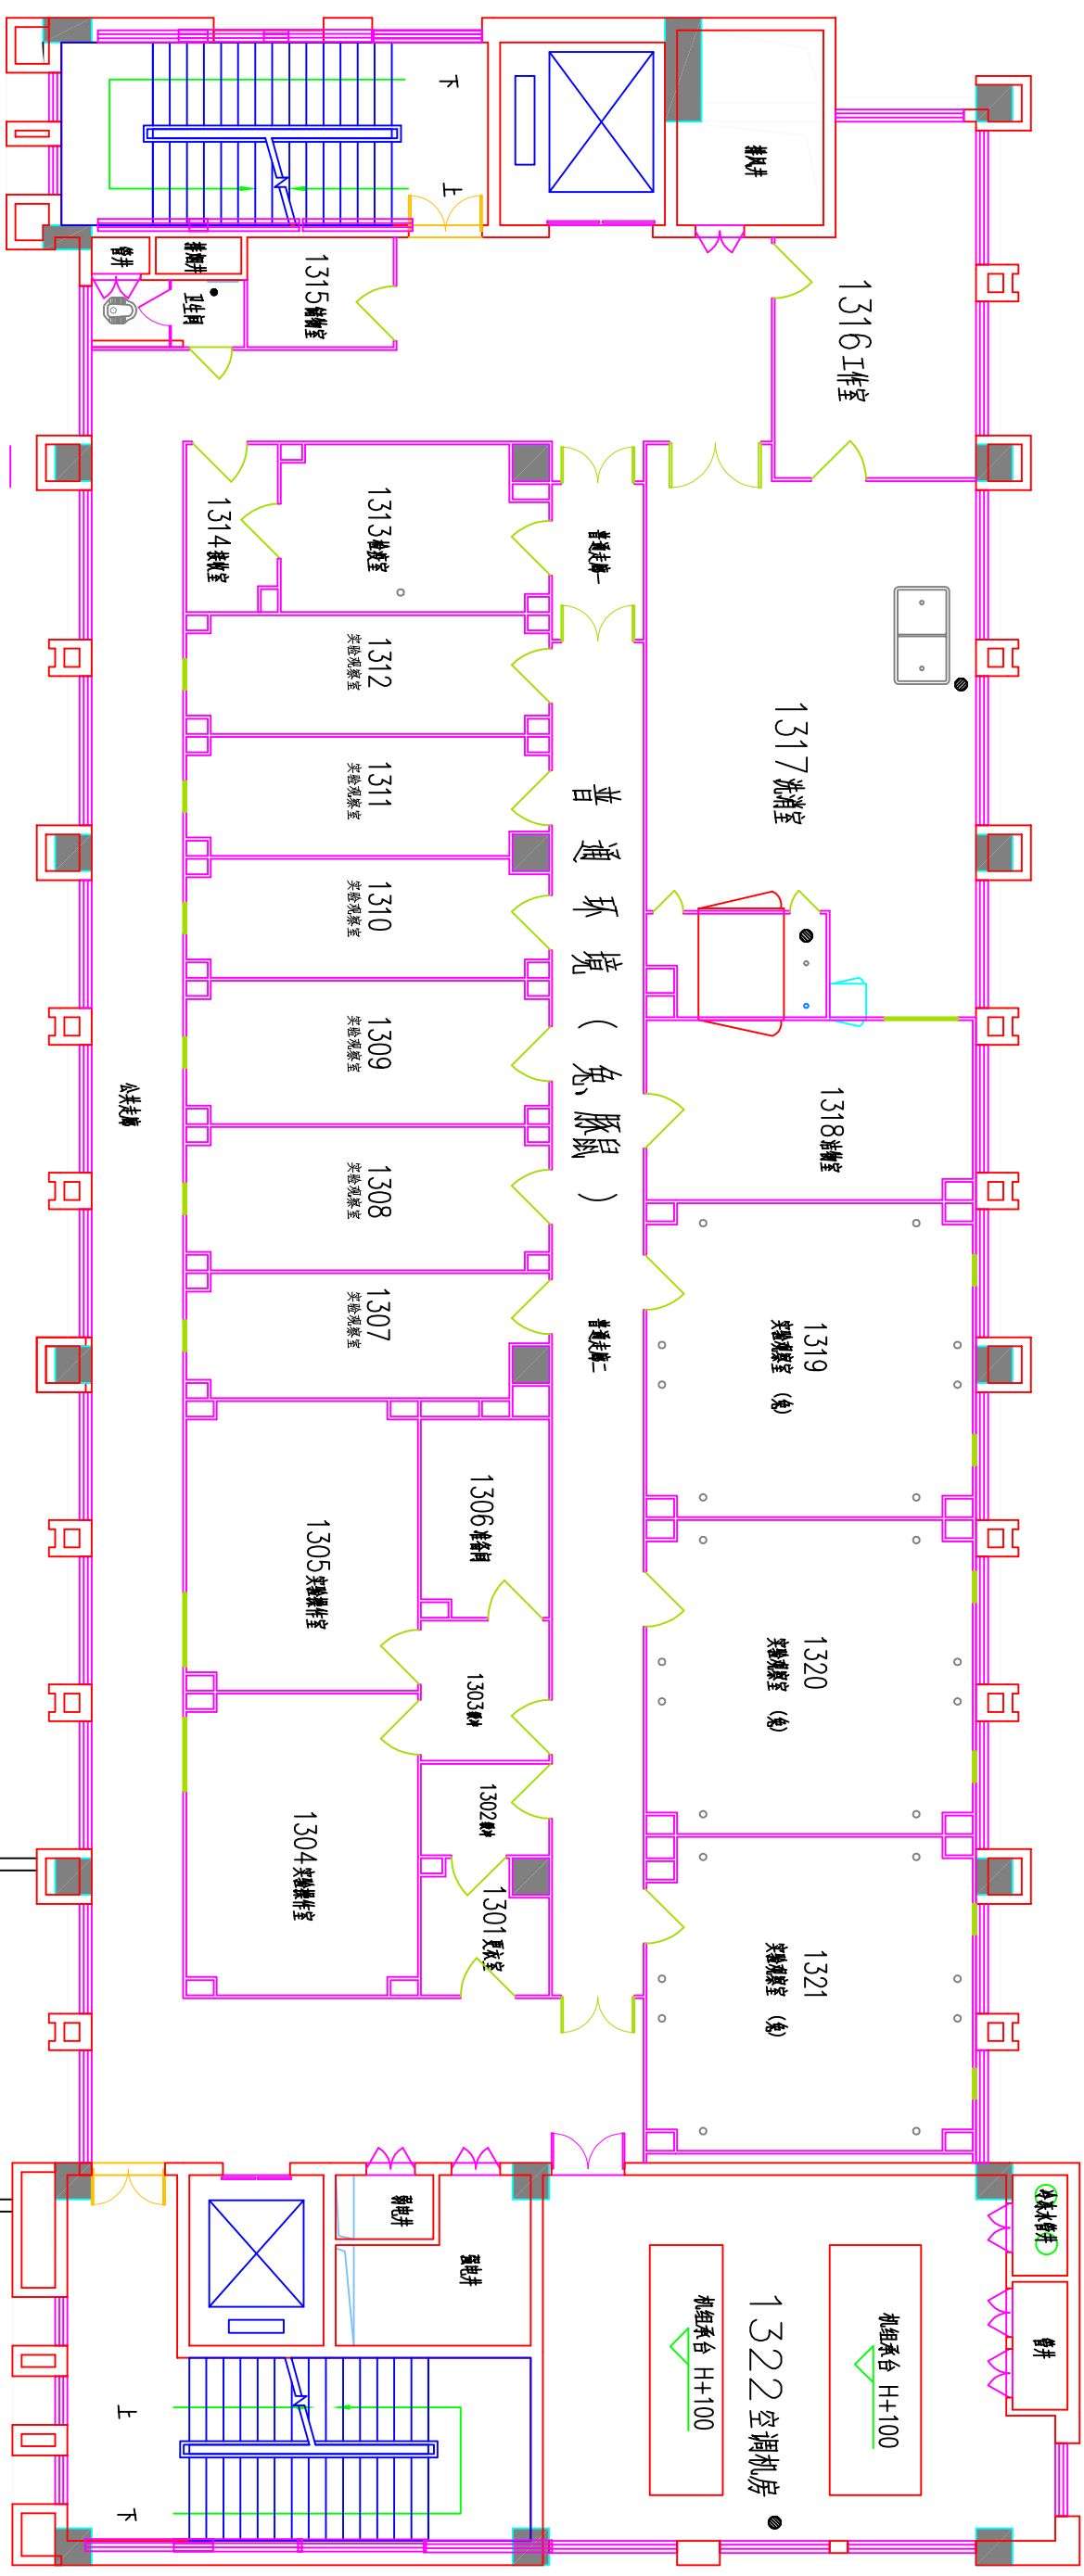 下
上
排风井
管井
排烟井
卫生间
1315储物室
1316工作室
1314接收室
1313检疫室
普通走廊一
1312
实验观察室
1311
实验观察室
1310
实验观察室
1309
实验观察室
1308
实验观察室
1307
实验观察室
1317洗消室
普通环境（兔、豚鼠）
公共走廊
1318洁物室
普通走廊二
1319
实验观察室（兔）
1320
实验观察室（兔）
1321
实验观察室（兔）
1306准备间
1305实验操作室
1303缓冲
1302缓冲
1304实验操作室
1301更衣室
弱电井
强电井
冷冻水管井
管井
机组承台 H+100
机组承台 H+100
1322空调机房
上
下